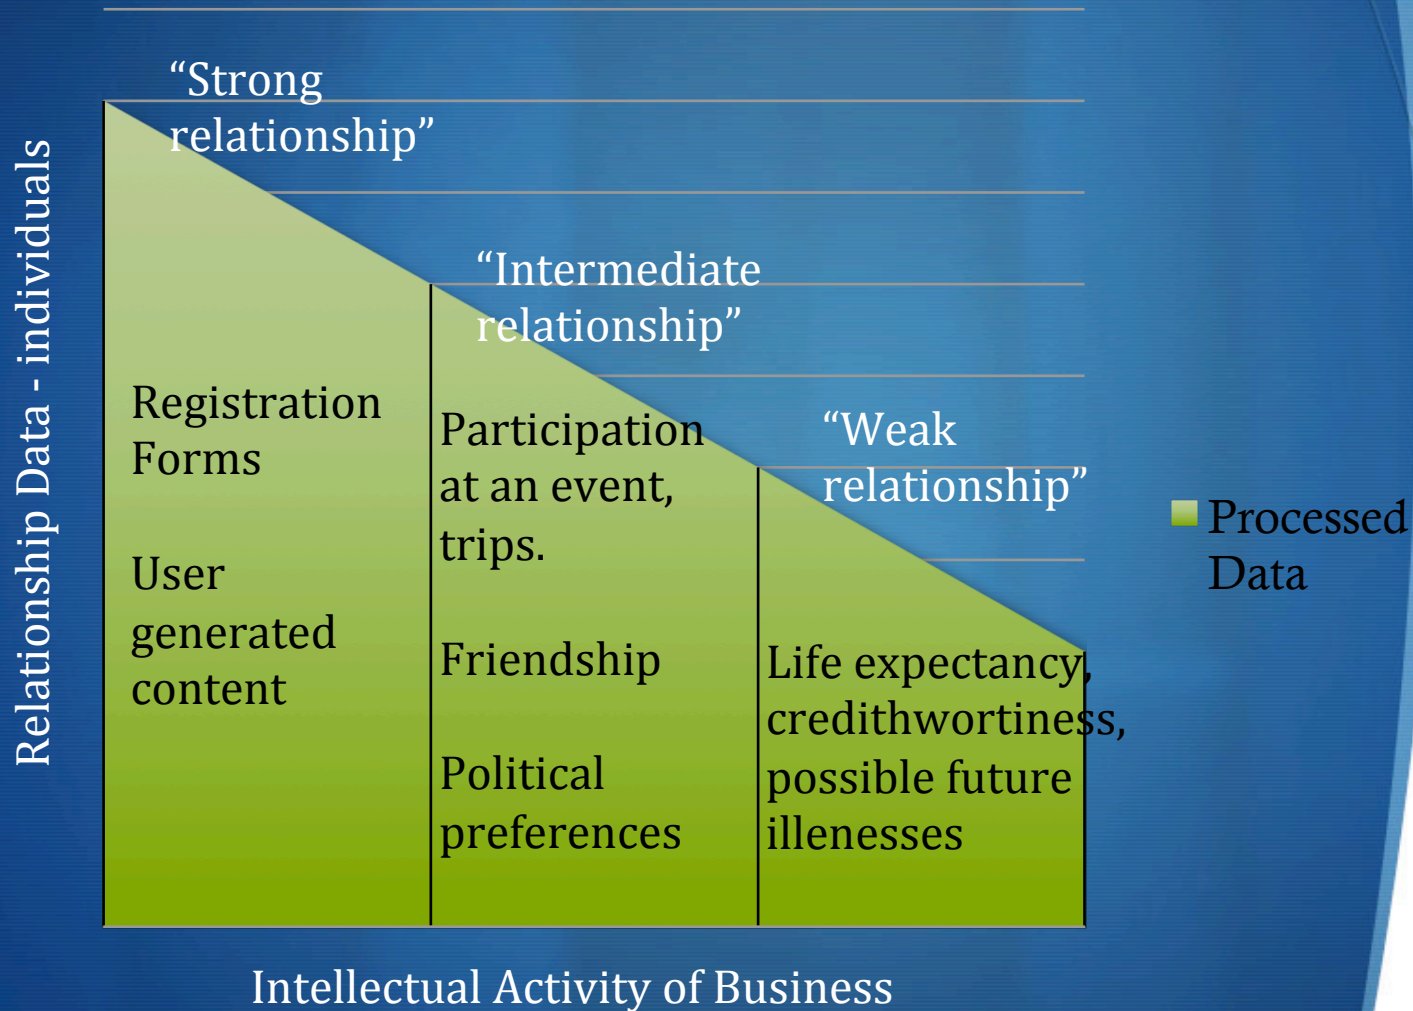 “Strong
relationship”
“Intermediate
relationship”
“Weak
relationship”
Relationship Data - individuals
Registration
Forms
User
generated
content
Participation
at an event,
trips.
Friendship
Political
preferences
Life expectancy,
credithwortiness,
possible future
illenesses
Processed
Data
Intellectual Activity of Business